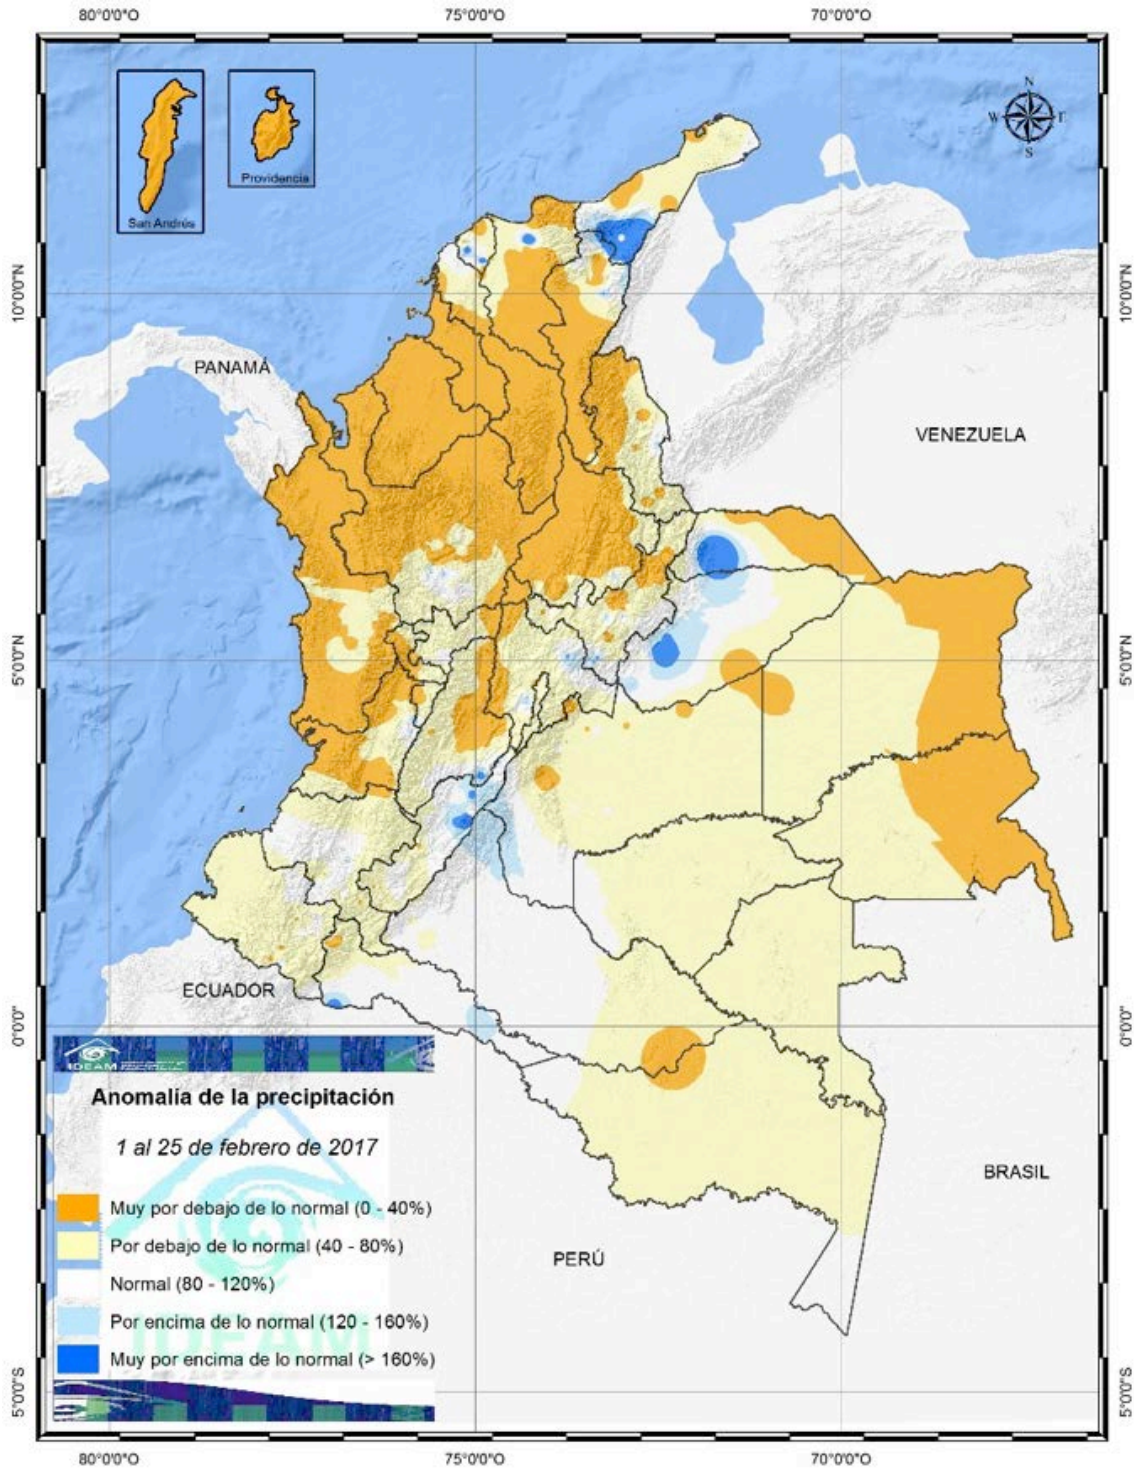 80°0'0"O 75°0'0"O 70°0'0"O
N
W E
S
San Andrés
Providencia
10°0'0"N 10°0'0"N
PANAMÁ
VENEZUELA
5°0'0"N 5°0'0"N
ECUADOR
0°0'0" 0°0'0"
IDEAM
Anomalía de la precipitación
1 al 25 de febrero de 2017
Muy por debajo de lo normal (0 - 40%)
Por debajo de lo normal (40 - 80%)
Normal (80 - 120%)
Por encima de lo normal (120 - 160%)
Muy por encima de lo normal (> 160%)
IDEAM
BRASIL
PERÚ
5°0'0"S 5°0'0"S
80°0'0"O 75°0'0"O 70°0'0"O